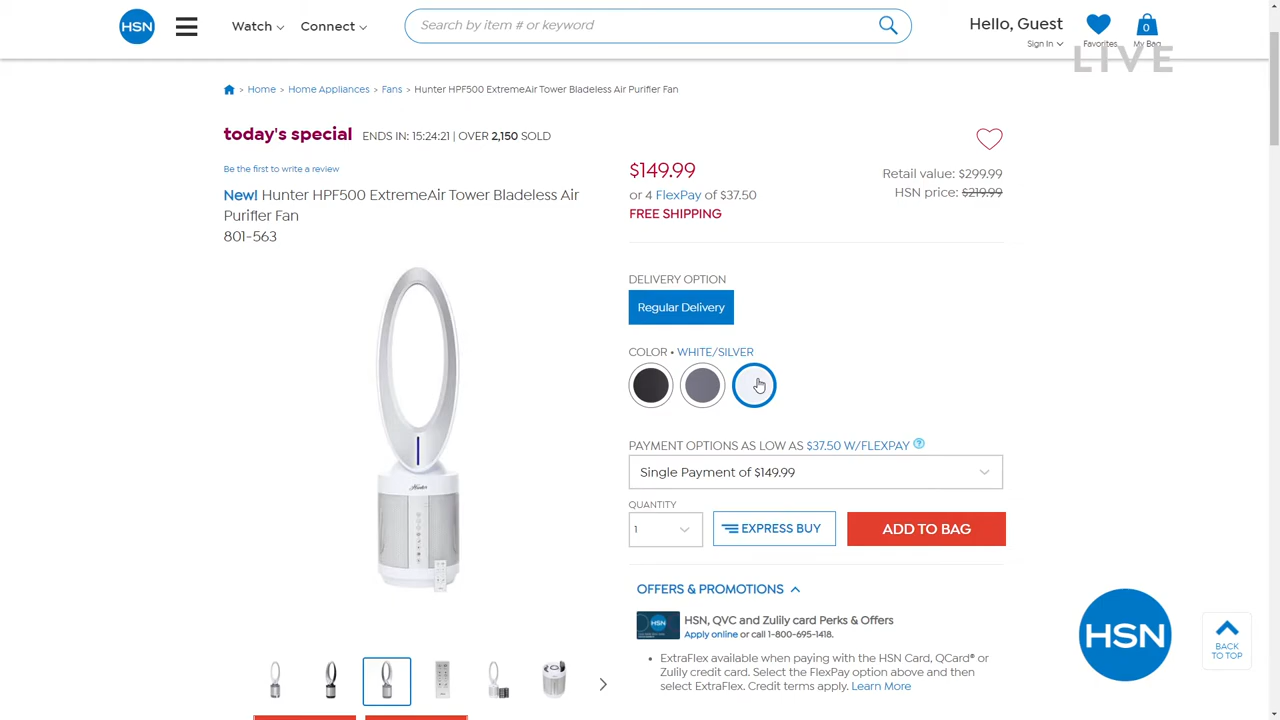 HSN
Watch
Connect
Search by item # or keyword
Hello, Guest
Sign In
Favorites
0
My Bag
LIVE
> Home > Home Appliances > Fans > Hunter HPF500 ExtremeAir Tower Bladeless Air Purifier Fan
today's special ENDS IN: 15:24:21 | OVER 2,150 SOLD
Be the first to write a review
New! Hunter HPF500 ExtremeAir Tower Bladeless Air
Purifier Fan
801-563
Hunter
$149.99
or 4 FlexPay of $37.50
FREE SHIPPING
Retail value: $299.99
HSN price: $219.99
DELIVERY OPTION
Regular Delivery
COLOR • WHITE/SILVER
PAYMENT OPTIONS AS LOW AS $37.50 W/FLEXPAY ?
Single Payment of $149.99
QUANTITY
1
EXPRESS BUY
ADD TO BAG
OFFERS & PROMOTIONS
HSN
HSN, QVC and Zulily card Perks & Offers
Apply online or call 1-800-695-1418.
• ExtraFlex available when paying with the HSN Card, QCard® or
Zulily credit card. Select the FlexPay option above and then
select ExtraFlex. Credit terms apply. Learn More
HSN
BACK
TO TOP